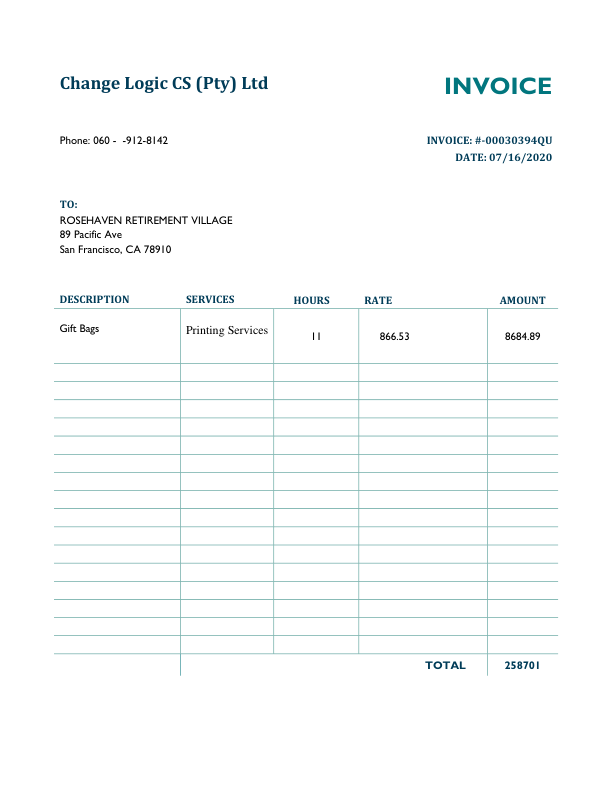 Change Logic CS (Pty) Ltd
INVOICE
Phone: 060 -  -912-8142
INVOICE: #-00030394QU
DATE: 07/16/2020
TO:
ROSEHAVEN RETIREMENT VILLAGE
89 Pacific Ave
San Francisco, CA 78910
DESCRIPTION SERVICES HOURS RATE AMOUNT
Gift Bags Printing Services 11 866.53 8684.89
TOTAL 258701